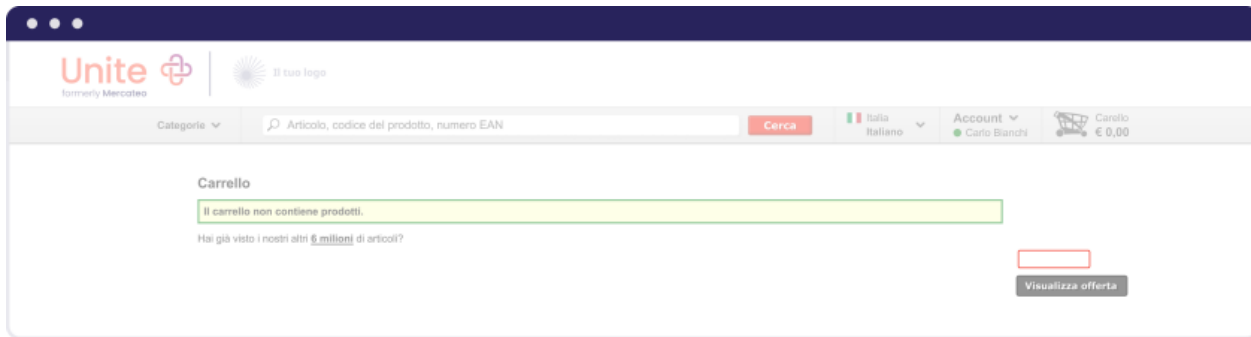 Unite
formerly Mercateo
Il tuo logo
Categorie
Articolo, codice del prodotto, numero EAN
Cerca
Italia
Italiano
Account
Carlo Bianchi
Carello
€ 0,00
Carrello
Il carrello non contiene prodotti.
Hai già visto i nostri altri 6 milioni di articoli?
Visualizza offerta